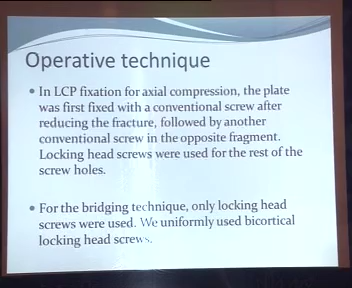 Operative technique
• In LCP fixation for axial compression, the plate
was first fixed with a conventional screw after
reducing the fracture, followed by another
conventional screw in the opposite fragment.
Locking head screws were used for the rest of the
screw holes.
• For the bridging technique, only locking head
screws were used. We uniformly used bicortical
locking head screws.